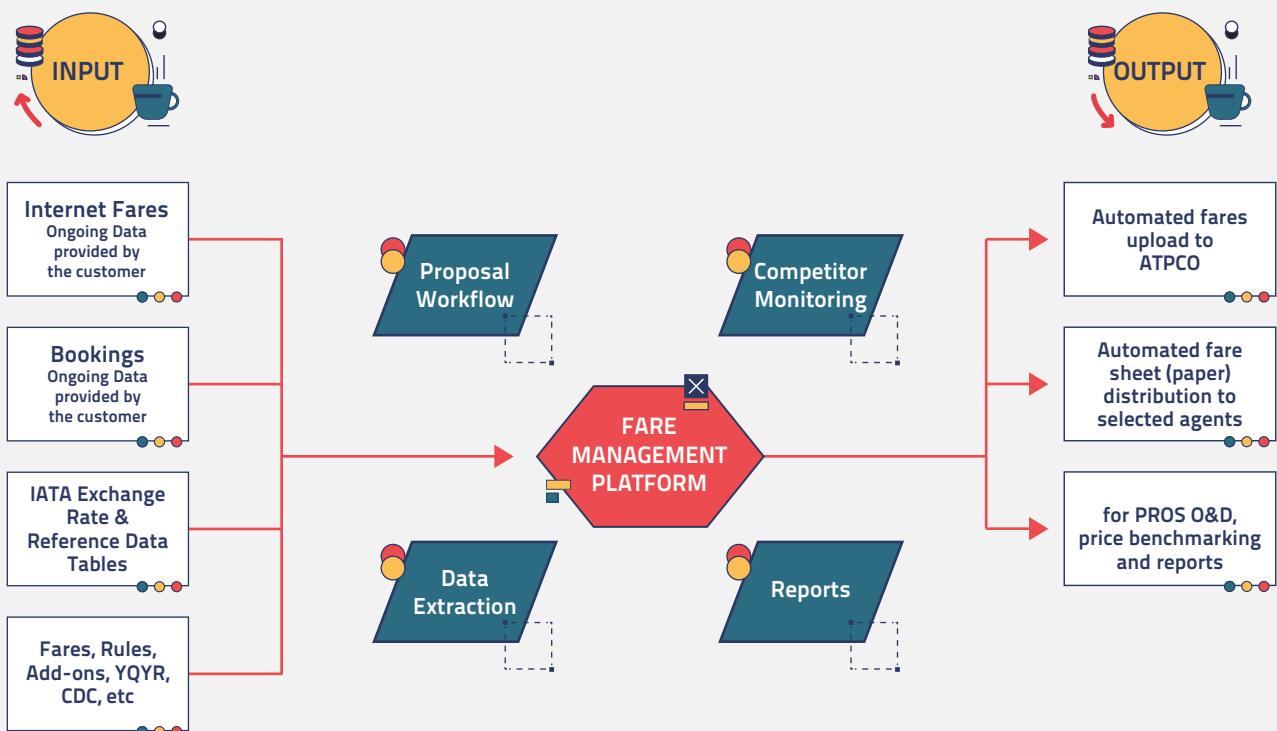 INPUT
OUTPUT
Internet Fares
Ongoing Data
provided by
the customer
Bookings
Ongoing Data
provided by
the customer
IATA Exchange
Rate &
Reference Data
Tables
Fares, Rules,
Add-ons, YQYR,
CDC, etc
Proposal
Workflow
Competitor
Monitoring
FARE
MANAGEMENT
PLATFORM
Data
Extraction
Reports
Automated fares
upload to
ATPCO
Automated fare
sheet (paper)
distribution to
selected agents
for PROS O&D,
price benchmarking
and reports